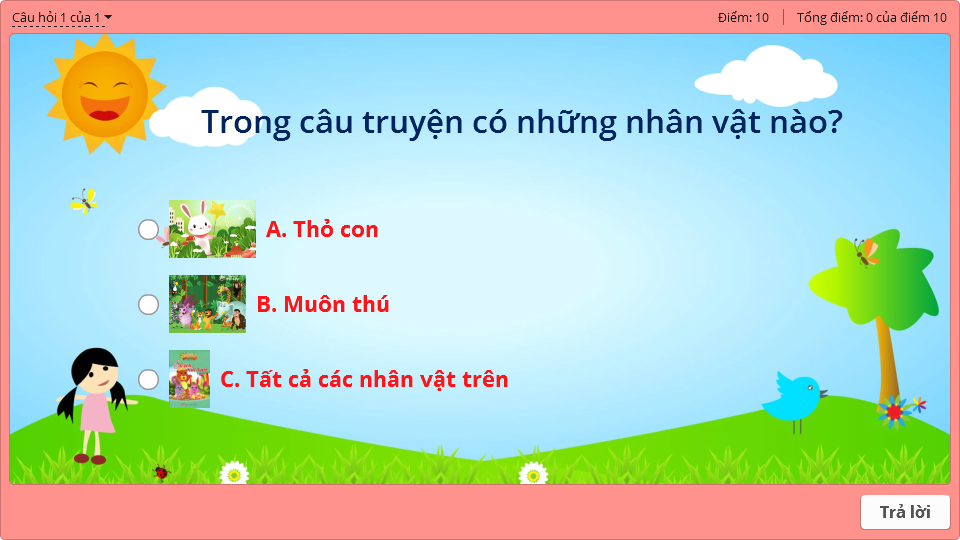 Câu hỏi 1 của 1
Điểm: 10
Tổng điểm: 0 của điểm 10
Trong câu truyện có những nhân vật nào?
A. Thỏ con
B. Muôn thú
C. Tất cả các nhân vật trên
Trả lời